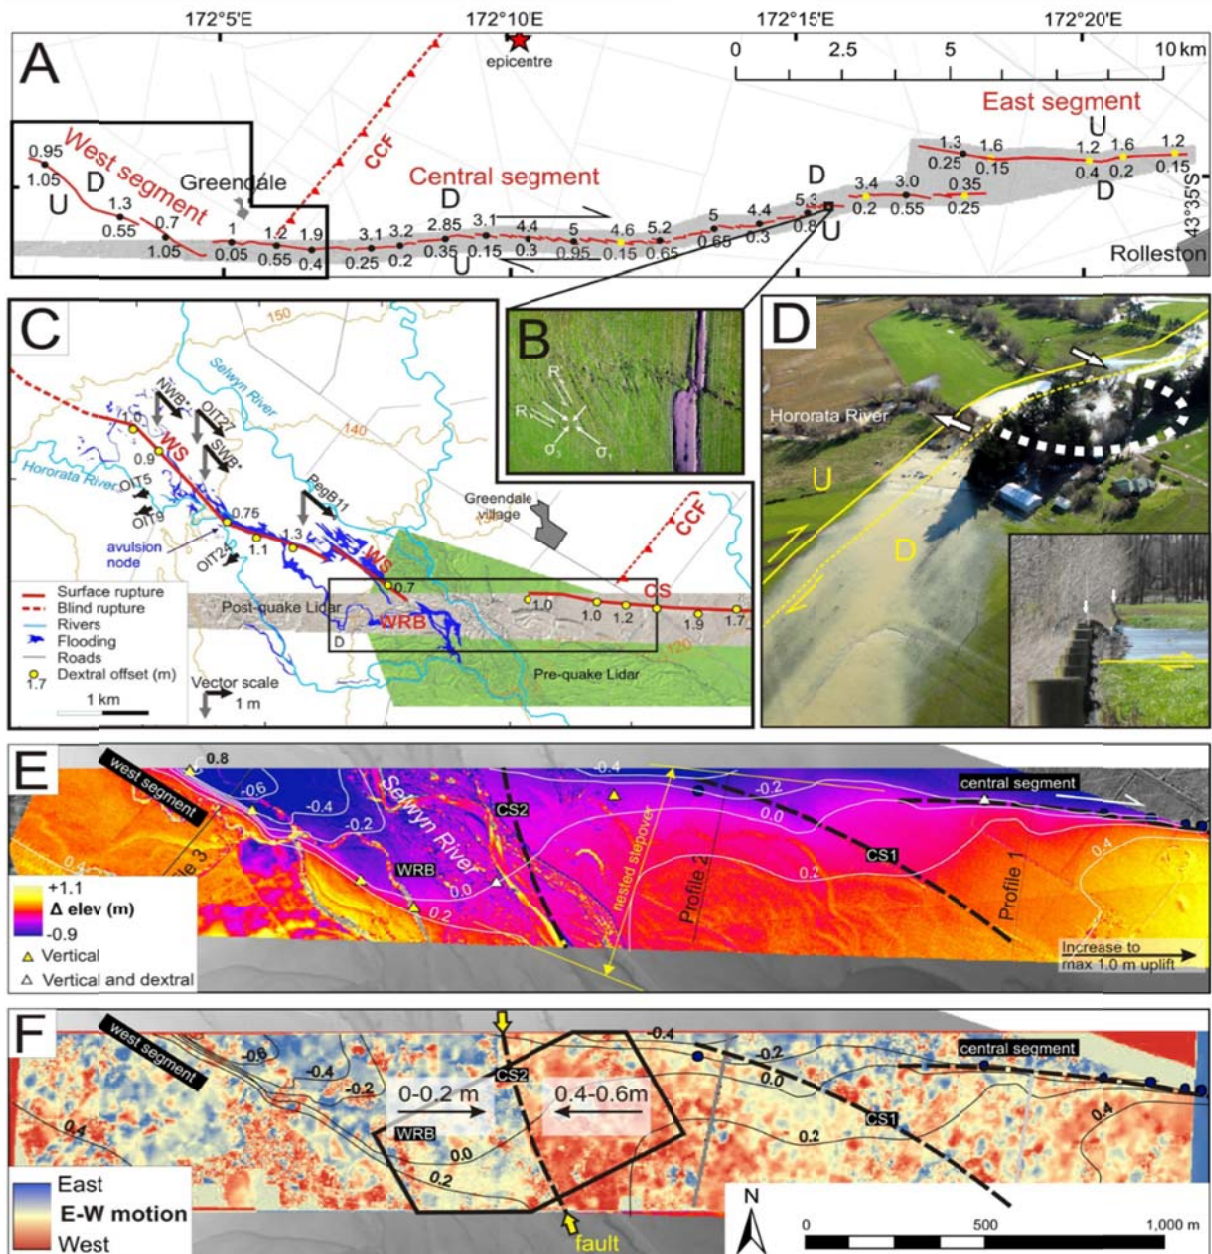 172°5'E 172°10'E 172°15'E 172°20'E
A
epicentre
0 2.5 5 10 km
CCF
West segment
Greendale
Central segment
East segment
0.95
1.05
D
U
1.3
0.55
0.7
1.05
1 1.2 1.9 3.1 3.2 2.85 3.1 4.4 5 4.6 5.2 5 4.4 5.3 3.4 3.0 0.35
0.05 0.55 0.4 0.25 0.2 0.35 0.15 0.3 0.95 0.15 0.65 0.65 0.3 0.8 0.2 0.55 0.25
D
U
D
U
1.3 1.6 1.2 1.6 1.2
0.25 0.15 0.4 0.2 0.15
U
D
43°35'S
Rolleston
C
150
140
NWB*
OIT27
SWB*
Selwyn River
1.0
0.9
WS
Hororata River
OIT5
OIT9
OIT24
PegB11
0.75
1.1
1.3
avulsion
node
WS
0.7
Greendale
village
CCF
CS
1.0
1.0 1.2 1.9 1.7
120
Post-quake Lidar
WRB
D
Pre-quake Lidar
Surface rupture
Blind rupture
Rivers
Flooding
Roads
Dextral offset (m)
1.7
1 km
Vector scale
1 m
B
R
R
σ₃ σ₁
D
Hororata River
U
D
E
west segment
0.8
-0.6
-0.4
-0.2
Selwyn River
CS2
-0.4
-0.2
0.0
central segment
WRB
0.0
0.2
nested stepover
Profile 2
0.2
CS1
Profile 1
0.4
0.4
+1.1
Δ elev (m)
-0.9
Vertical
Vertical and dextral
Increase to
max 1.0 m uplift
F
west segment
-0.6
-0.4
-0.2
CS2
-0.4
-0.2
0.0
central segment
0-0.2 m 0.4-0.6m
WRB
0.0
0.2
0.2
CS1
0.4
0.4
East
E-W motion
West
fault
N
0 500 1,000 m